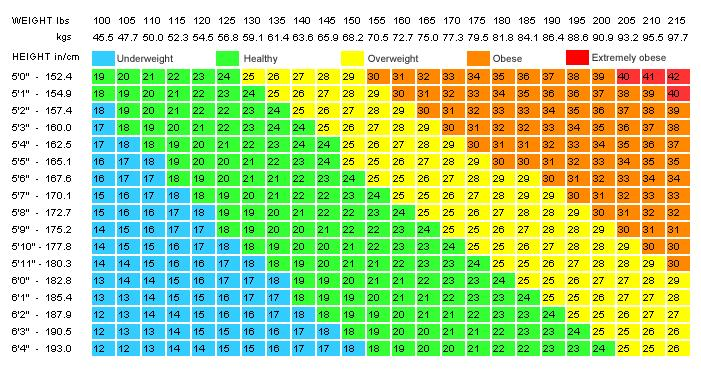 WEIGHT lbs 100 105 110 115 120 125 130 135 140 145 150 155 160 165 170 175 180 185 190 195 200 205 210 215
kgs 45.5 47.7 50.0 52.3 54.5 56.8 59.1 61.4 63.6 65.9 68.2 70.5 72.7 75.0 77.3 79.5 81.8 84.1 86.4 88.6 90.9 93.2 95.5 97.7
HEIGHT in/cm Underweight Healthy Overweight Obese Extremely obese
5'0" - 152.4 19 20 21 22 23 24 25 26 27 28 29 30 31 32 33 34 35 36 37 38 39 40 41 42
5'1" - 154.9 18 19 20 21 22 23 24 25 26 27 28 29 30 31 32 33 34 35 36 36 37 38 39 40
5'2" - 157.4 18 19 20 21 22 22 23 24 25 26 27 28 29 30 31 32 33 33 34 35 36 37 38 39
5'3" - 160.0 17 18 19 20 21 22 23 24 24 25 26 27 28 29 30 31 32 32 33 34 35 36 37 38
5'4" - 162.5 17 18 18 19 20 21 22 23 24 24 25 26 27 28 29 30 31 31 32 33 34 35 36 37
5'5" - 165.1 16 17 18 19 20 20 21 22 23 24 25 25 26 27 28 29 30 30 31 32 33 34 35 35
5'6" - 167.6 16 17 17 18 19 20 21 21 22 23 24 25 25 26 27 28 29 29 30 31 32 33 34 34
5'7" - 170.1 15 16 17 18 18 19 20 21 22 22 23 24 25 25 26 27 28 29 29 30 31 32 33 33
5'8" - 172.7 15 16 16 17 18 19 19 20 21 22 22 23 24 25 25 26 27 28 28 29 30 31 32 32
5'9" - 175.2 14 15 16 17 17 18 19 20 20 21 22 22 23 24 25 25 26 27 28 28 29 30 31 31
5'10" - 177.8 14 15 15 16 17 18 18 19 20 20 21 22 23 23 24 25 25 26 27 28 28 29 30 30
5'11" - 180.3 14 14 15 16 16 17 18 18 19 20 21 21 22 23 23 24 25 25 26 27 28 28 29 30
6'0" - 182.8 13 14 14 15 16 17 17 18 19 19 20 21 21 22 23 23 24 25 25 26 27 27 28 29
6'1" - 185.4 13 13 14 15 15 16 17 17 18 19 19 20 21 21 22 23 23 24 25 25 26 27 27 28
6'2" - 187.9 12 13 14 14 15 16 16 17 18 18 19 19 20 21 21 22 23 23 24 25 25 26 27 27
6'3" - 190.5 12 13 13 14 15 15 16 16 17 18 18 19 20 20 21 21 22 23 23 24 25 25 26 26
6'4" - 193.0 12 12 13 14 14 15 15 16 17 17 18 18 19 20 20 21 22 22 23 23 24 25 25 26